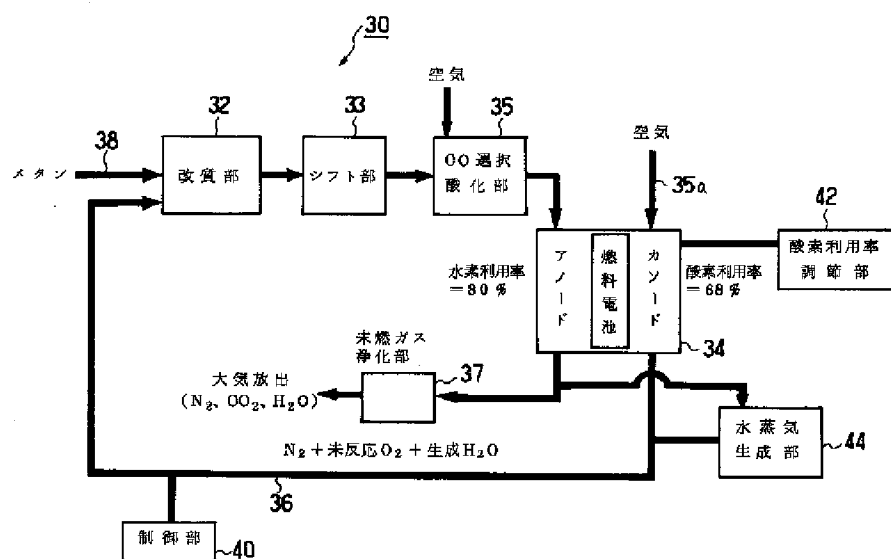 30
空気
32
33
35
空気
メタン
38
改質部
シフト部
CO選択
酸化部
35a
42
酸素利用率
調節部
水素利用率
=80%
アノード
燃料電池
カソード
酸素利用率
=68%
34
未燃ガス
浄化部
37
大気放出
(N₂、CO₂、H₂O)
水蒸気
生成部
44
N₂+未反応O₂+生成H₂O
36
制御部
40